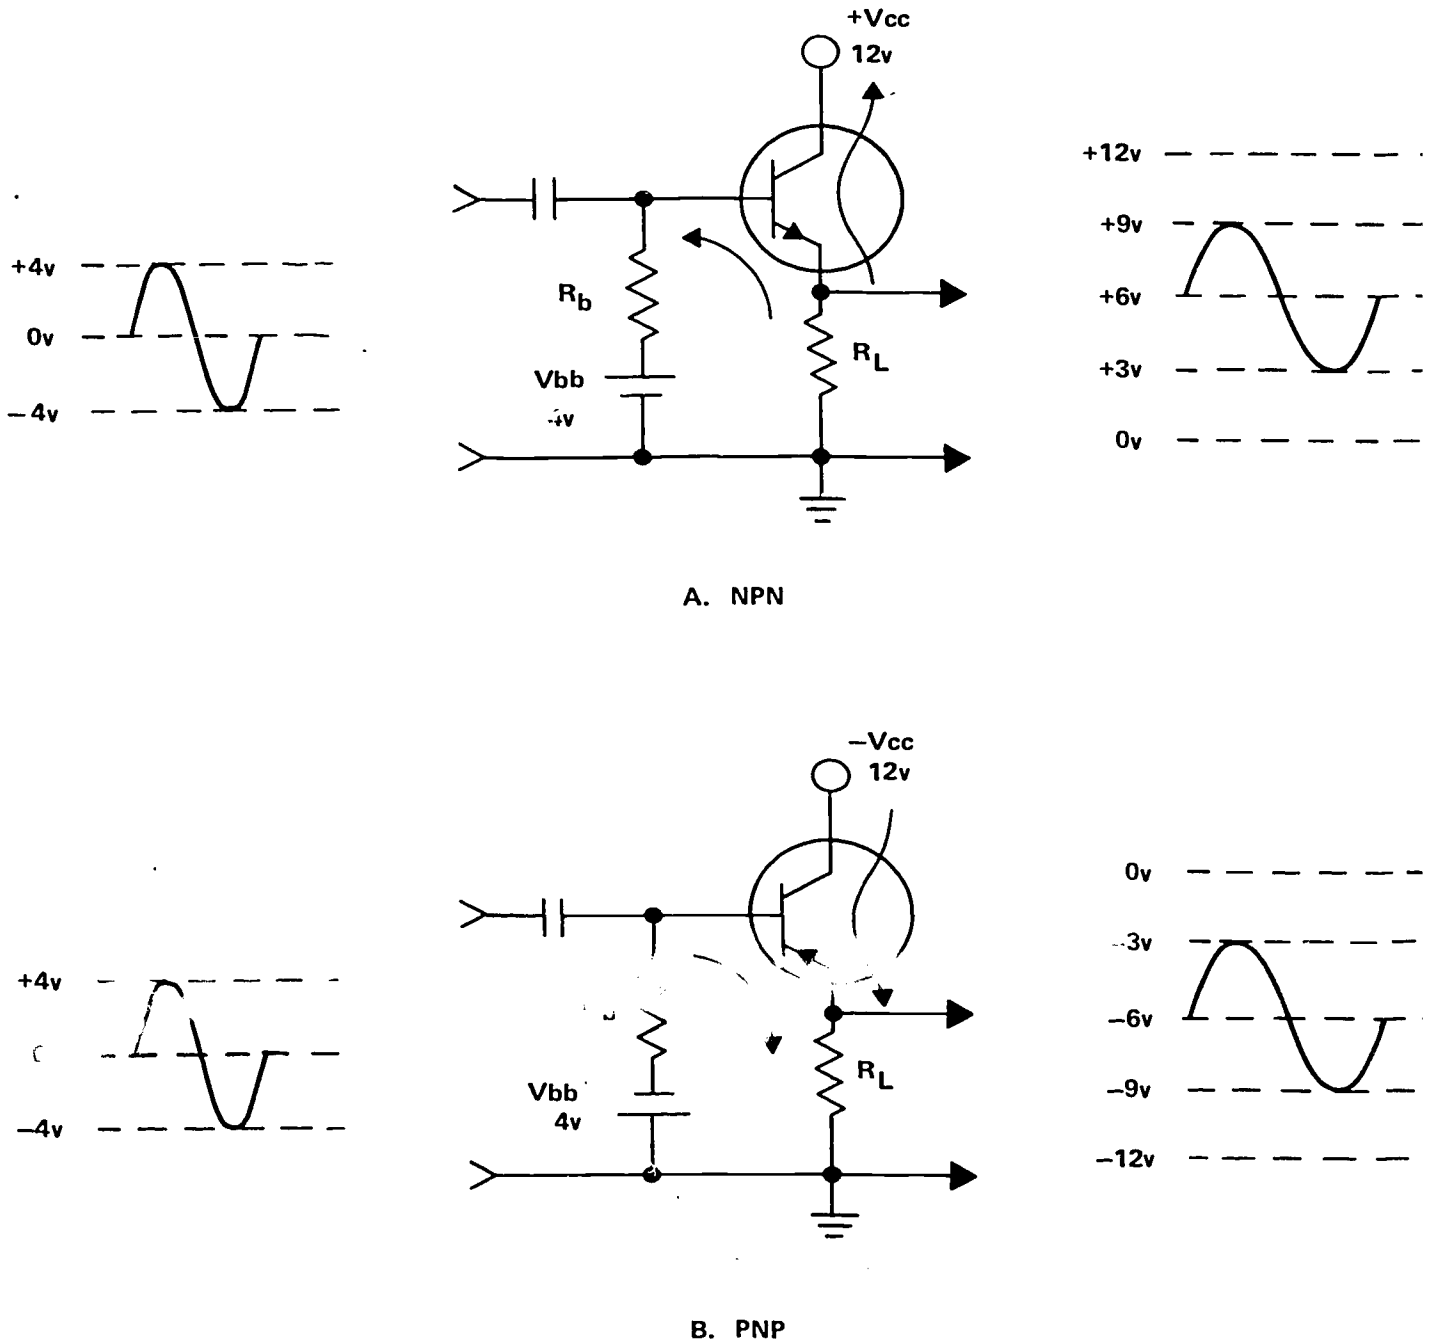 +Vcc
12v
+12v
+9v
+4v
+6v
Rb
0v
RL
+3v
Vbb
-4v
0v
A. NPN
-Vcc
12v
0v
-3v
+4v
-6v
RL
-9v
Vbb
4v
-4v
-12v
B. PNP